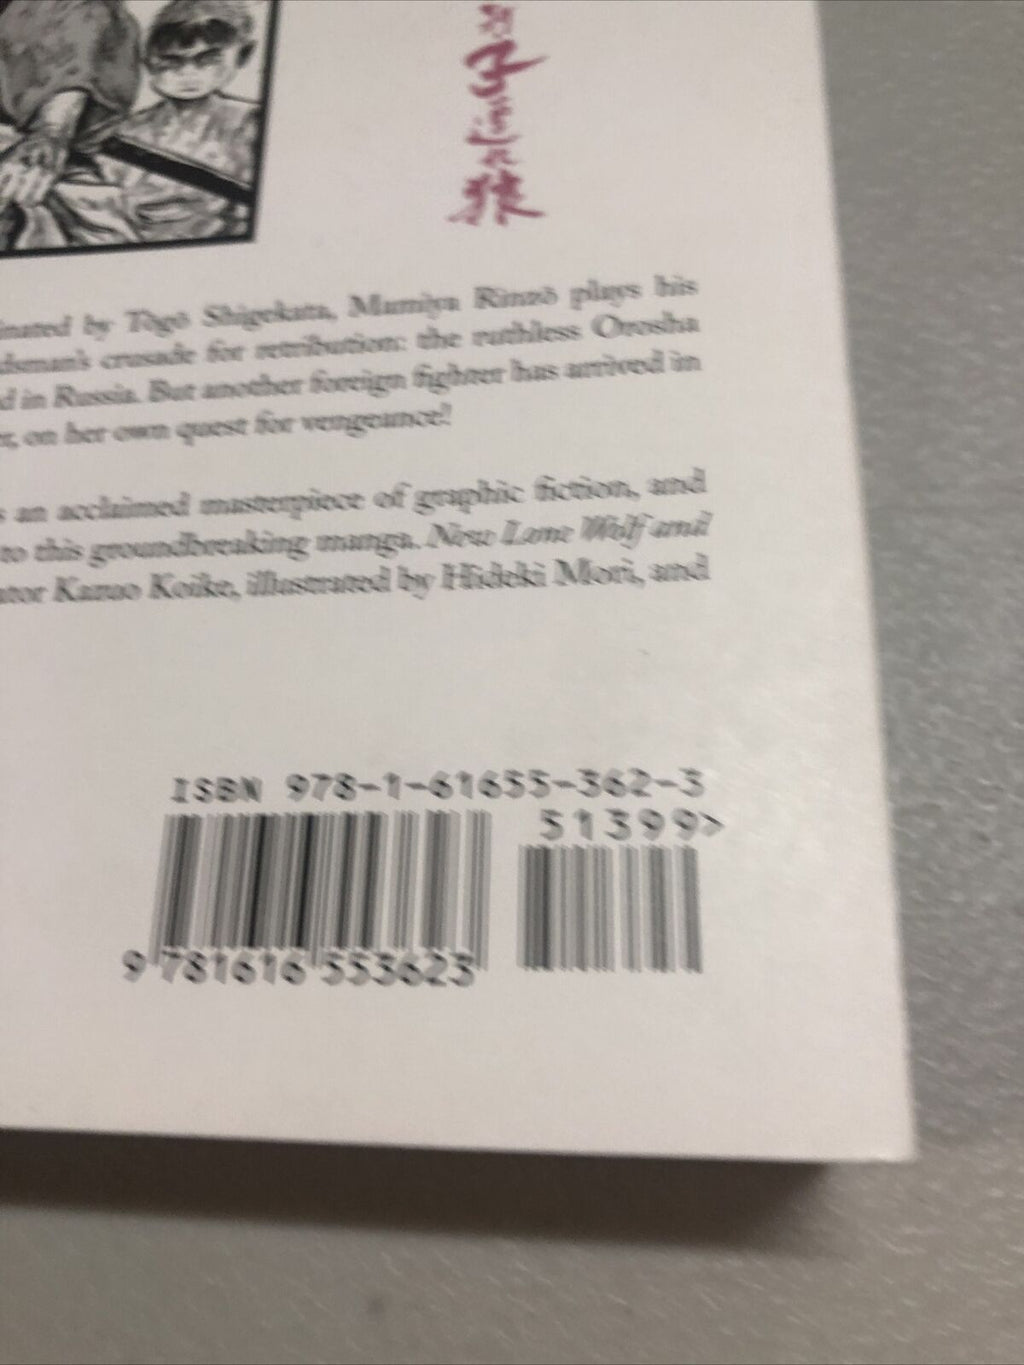 子連れ狼
inated by Tōgō Shigekata, Mamiya Rinzō plays his
dsman's crusade for retribution: the ruthless Orosha
d in Russia. But another foreign fighter has arrived in
r, on her own quest for vengeance!
s an acclaimed masterpiece of graphic fiction, and
to this groundbreaking manga. New Lone Wolf and
ator Kazuo Koike, illustrated by Hideki Mori, and
ISBN 978-1-61655-362-3
51399>
9 781616 553623